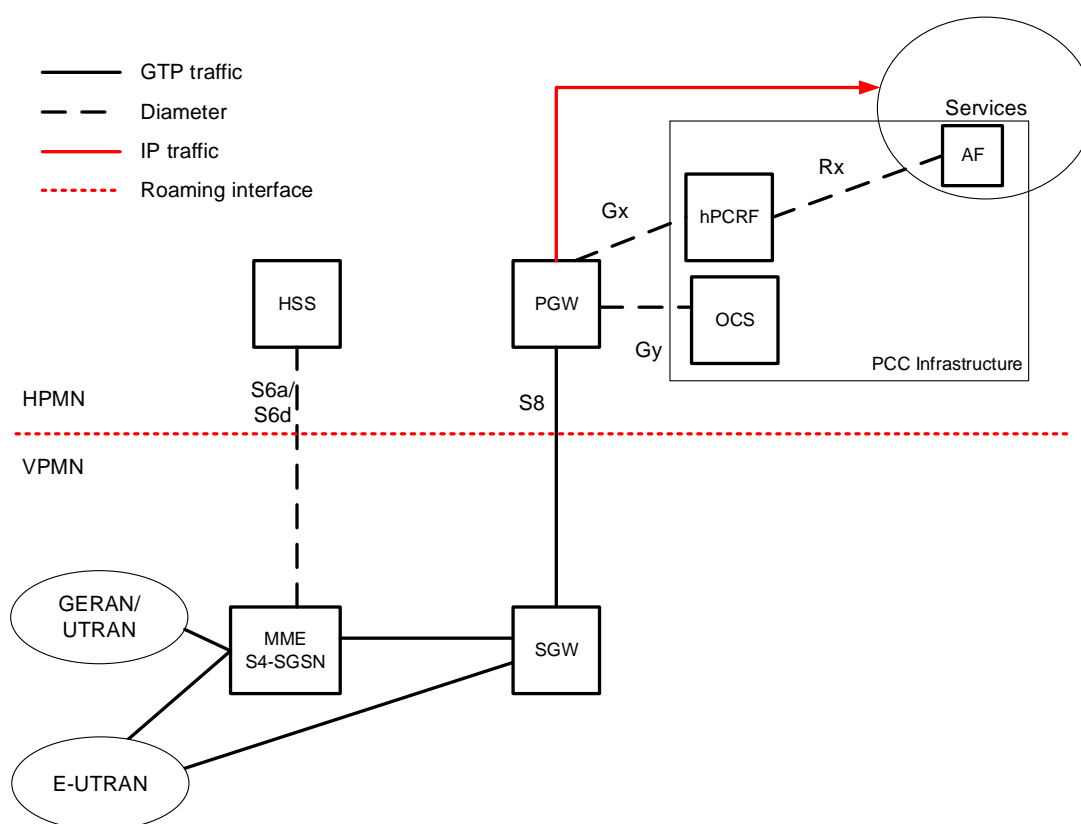 GTP traffic
Diameter
IP traffic
Roaming interface
Services
AF
Rx
hPCRF
Gx
HSS
PGW
OCS
Gy
PCC Infrastructure
HPMN
S6a/
S6d
S8
VPMN
GERAN/
UTRAN
MME
S4-SGSN
SGW
E-UTRAN